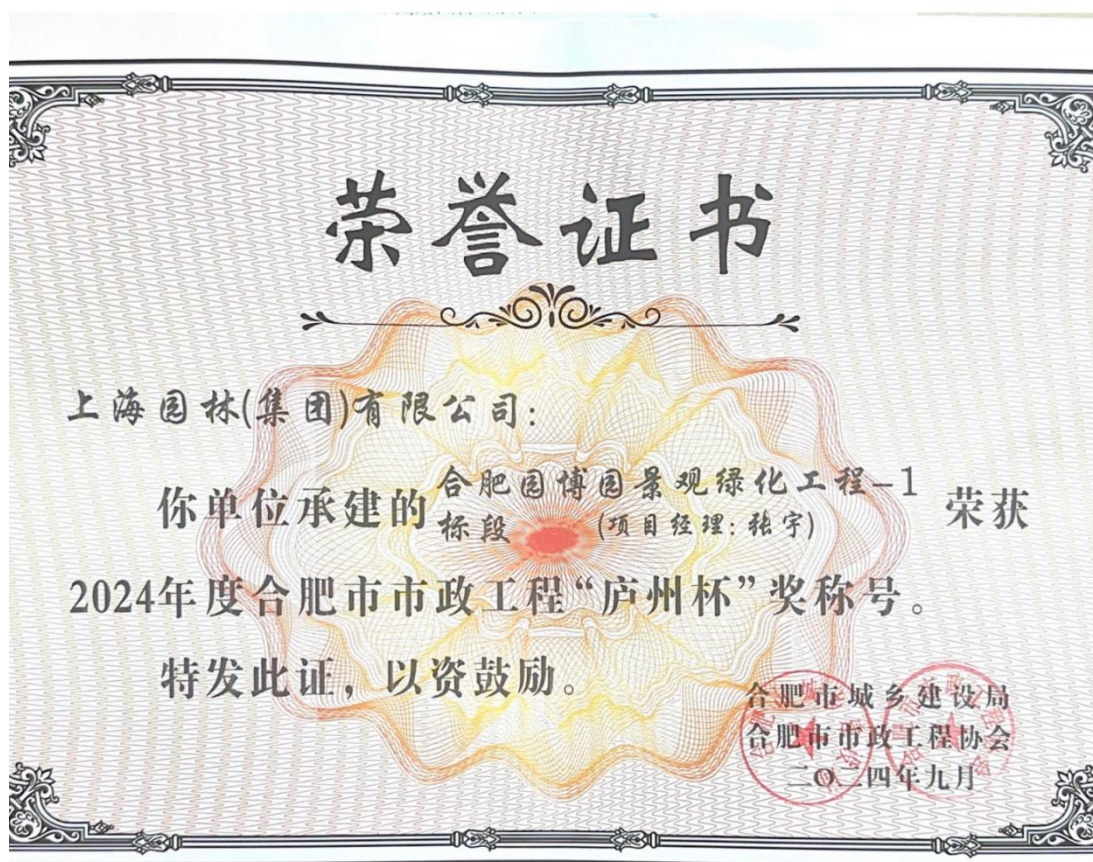 荣誉证书
上海园林(集团)有限公司:
你单位承建的合肥园博园景观绿化工程-1
标段 (项目经理:张宇) 荣获
2024年度合肥市市政工程“庐州杯”奖称号。
特发此证，以资鼓励。
合肥市城乡建设局
合肥市市政工程协会
二〇二四年九月